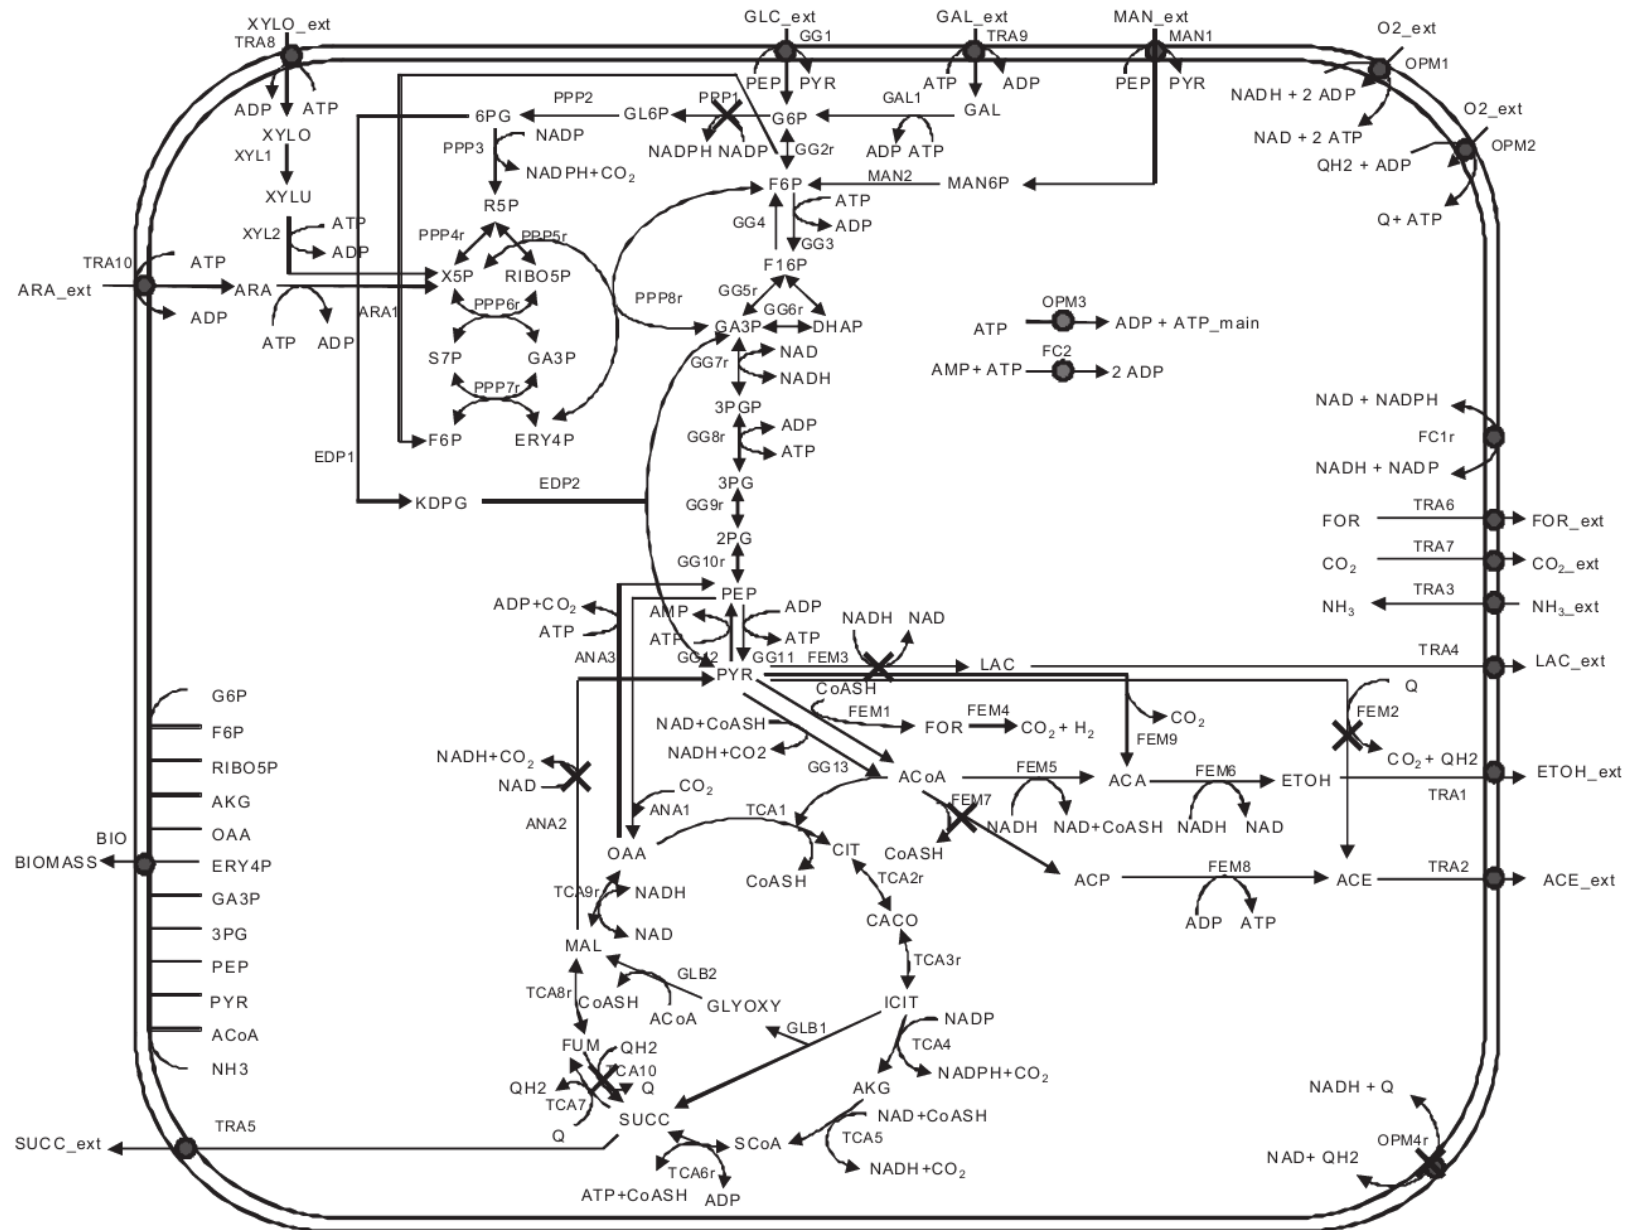 XYLO_ext GLC_ext GAL_ext MAN_ext O2_ext
TRA8 GG1 TRA9 MAN1 OPM1
PEP PYR ATP ADP PEP PYR NADH + 2 ADP
ADP ATP NAD + 2 ATP
O2_ext
OPM2
QH2 + ADP
Q+ ATP
XYLO
XYL1
XYLU
XYL2 ATP
ADP
6PG PPP2 GL6P PPP1 G6P GAL1 GAL
NADPH NADP ADP ATP
PPP3 NADP
NADPH+CO2
GG2r
F6P MAN2 MAN6P
R5P
ATP
ADP
GG4 GG3
PPP4r PPP5r
F16P
TRA10 ATP
ARA_ext ARA X5P RIBO5P
ADP
ATP ADP
ARA1
PPP6r
PPP8r
GG5r GG6r
GA3P DHAP
S7P GA3P
PPP7r
F6P ERY4P
OPM3
ATP ADP + ATP_main
FC2
AMP+ ATP 2 ADP
GG7r NAD
NADH
3PGP
GG8r ADP
ATP
3PG
GG9r
2PG
GG10r
PEP
EDP1
KDPG EDP2
NAD + NADPH
FC1r
NADH + NADP
FOR TRA6 FOR_ext
CO2 TRA7 CO2_ext
NH3 TRA3 NH3_ext
ADP+CO2
ATP
ANA3
AMP
ATP
GG12
ADP
ATP
GG11
PYR
NADH NAD
FEM3 LAC TRA4 LAC_ext
CoASH
FEM1 FOR FEM4 CO2 + H2
NAD+CoASH
NADH+CO2
GG13
CO2
FEM9
Q
FEM2
CO2 + QH2
ACoA FEM5 ACA FEM6 ETOH TRA1 ETOH_ext
NADH NAD+CoASH NADH NAD
FEM7
CoASH
ACP FEM8 ACE TRA2 ACE_ext
ADP ATP
NADH+CO2
NAD
ANA2
CO2
ANA1
OAA TCA1 CIT
CoASH
TCA2r
CACO
TCA3r
ICIT
TCA9r NADH
NAD
MAL
GLB2
CoASH
ACoA
GLYOXY
GLB1
TCA8r
NADP
TCA4
NADPH+CO2
FUM QH2
TCA10
Q
QH2
TCA7
Q
AKG
NAD+CoASH
TCA5
NADH+CO2
SUCC SCoA
TCA6r
ATP+CoASH ADP
G6P
F6P
RIBO5P
AKG
OAA
BIO
BIOMASS ERY4P
GA3P
3PG
PEP
PYR
ACoA
NH3
SUCC_ext TRA5
NADH + Q
OPM4r
NAD+ QH2